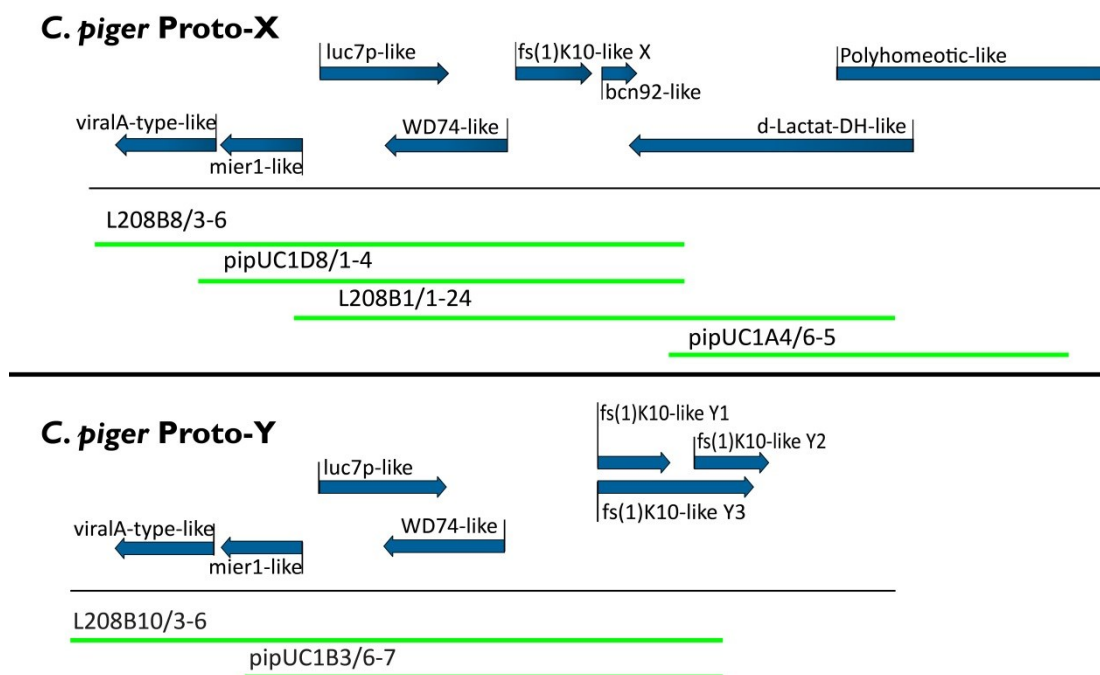 C. piger Proto-X
luc7p-like
fs(1)K10-like X
Polyhomeotic-like
bcn92-like
viralA-type-like
WD74-like
d-Lactat-DH-like
mier1-like
L208B8/3-6
pipUC1D8/1-4
L208B1/1-24
pipUC1A4/6-5
C. piger Proto-Y
fs(1)K10-like Y1
fs(1)K10-like Y2
luc7p-like
fs(1)K10-like Y3
viralA-type-like
WD74-like
mier1-like
L208B10/3-6
pipUC1B3/6-7